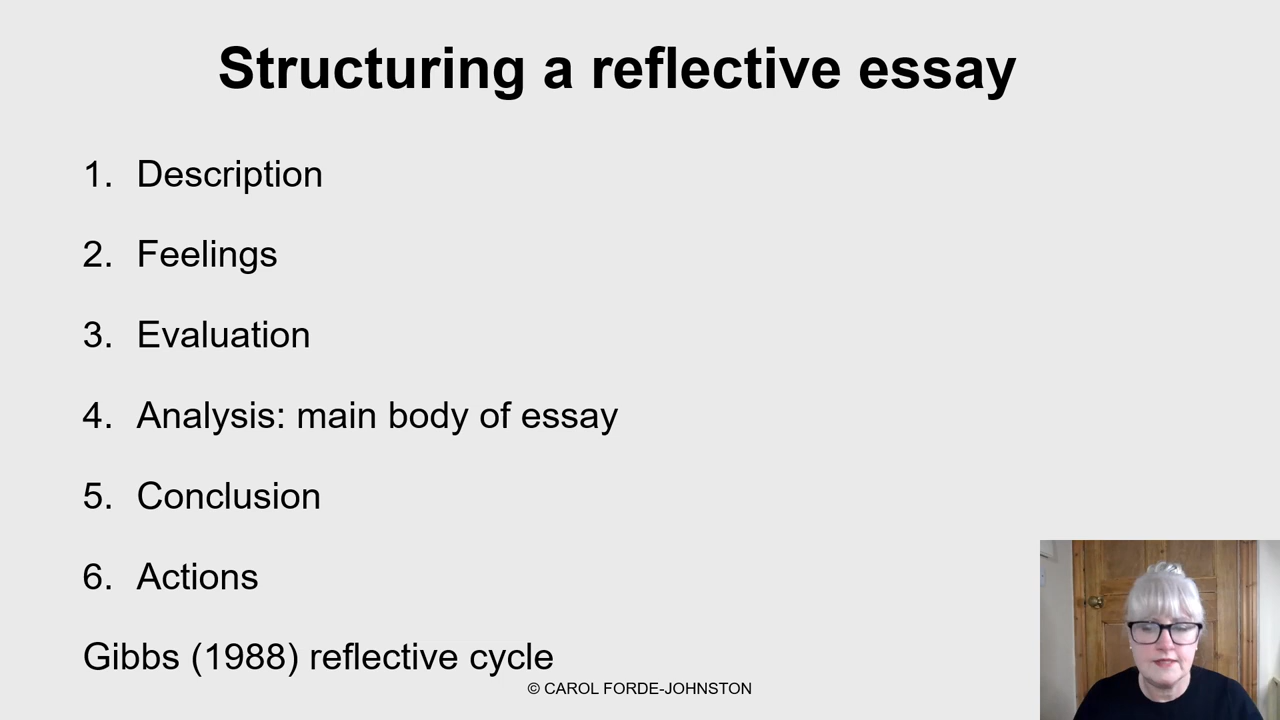 Structuring a reflective essay
1. Description
2. Feelings
3. Evaluation
4. Analysis: main body of essay
5. Conclusion
6. Actions
Gibbs (1988) reflective cycle
© CAROL FORDE-JOHNSTON